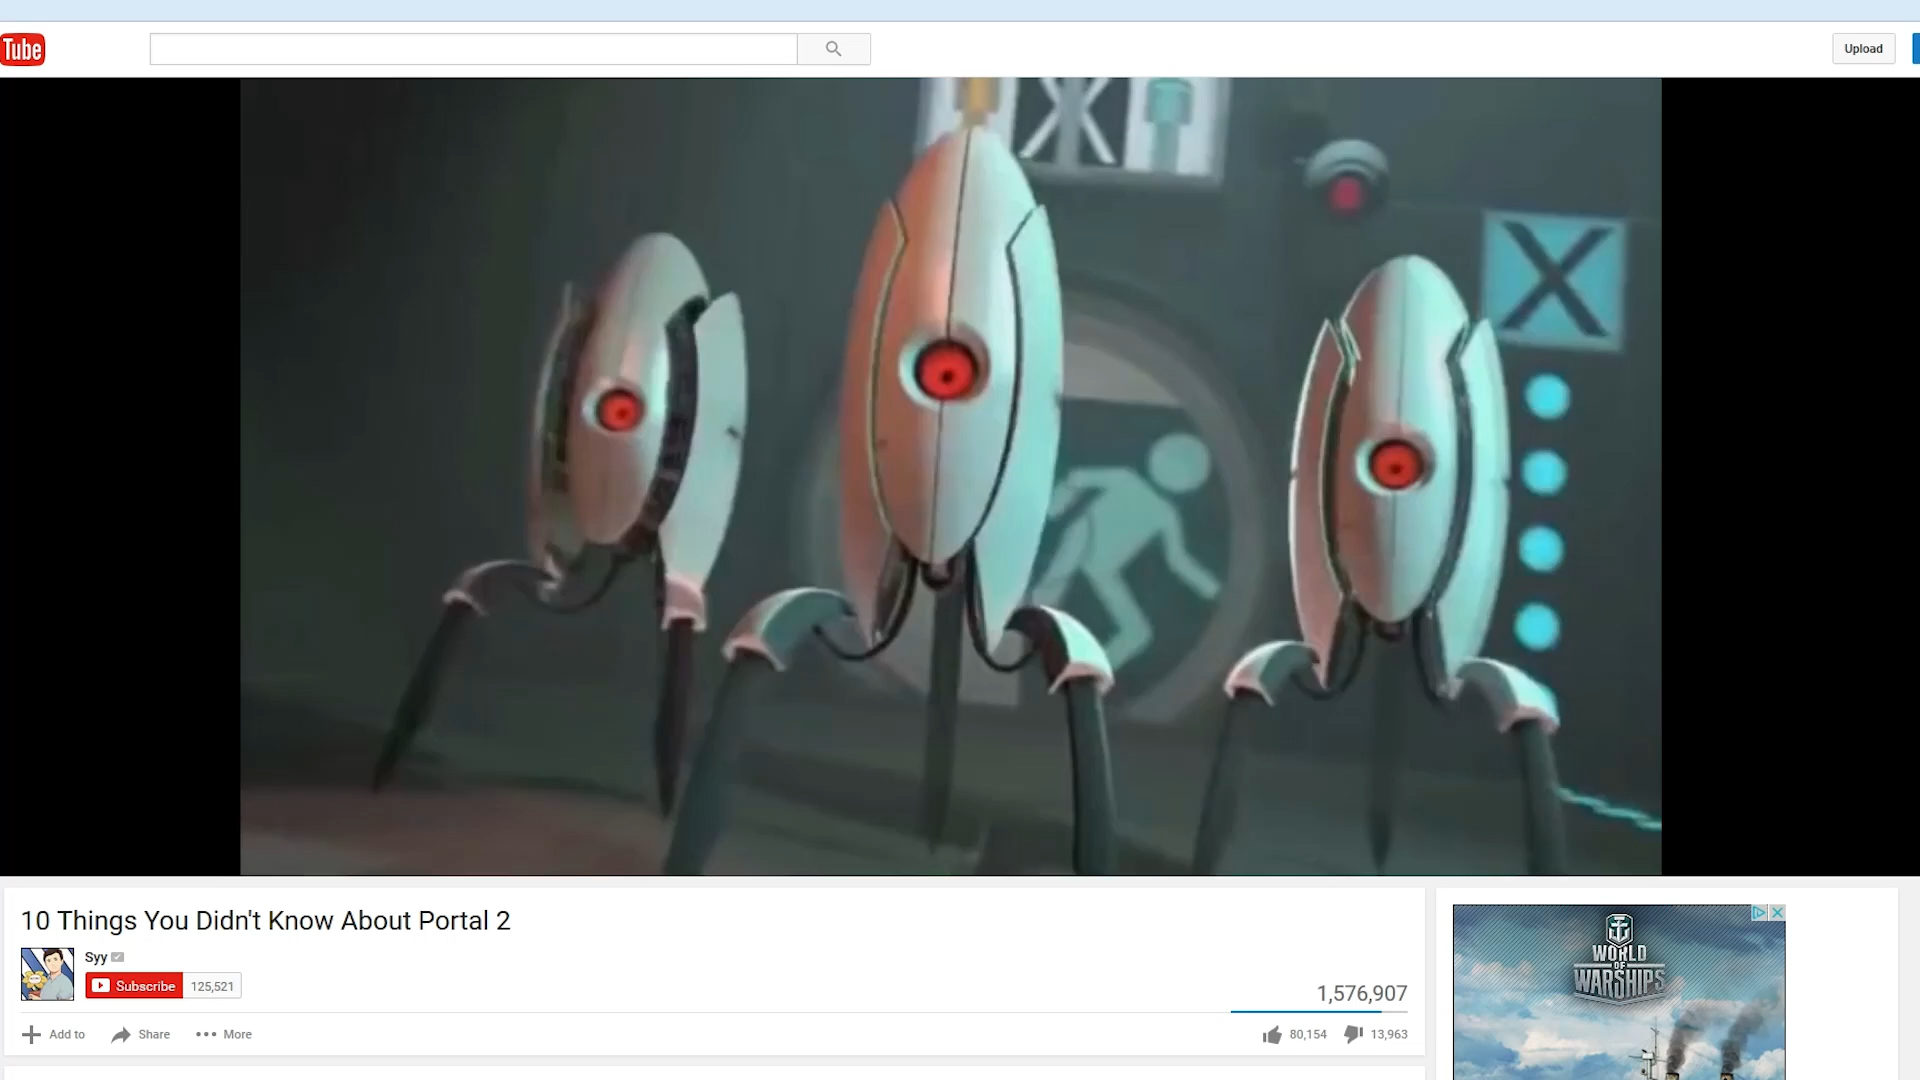 Tube
Upload
X
X
10 Things You Didn't Know About Portal 2
Syy
Subscribe 125,521
1,576,907
Add to Share More
80,154 13,963
WORLD
OF
WARSHIPS